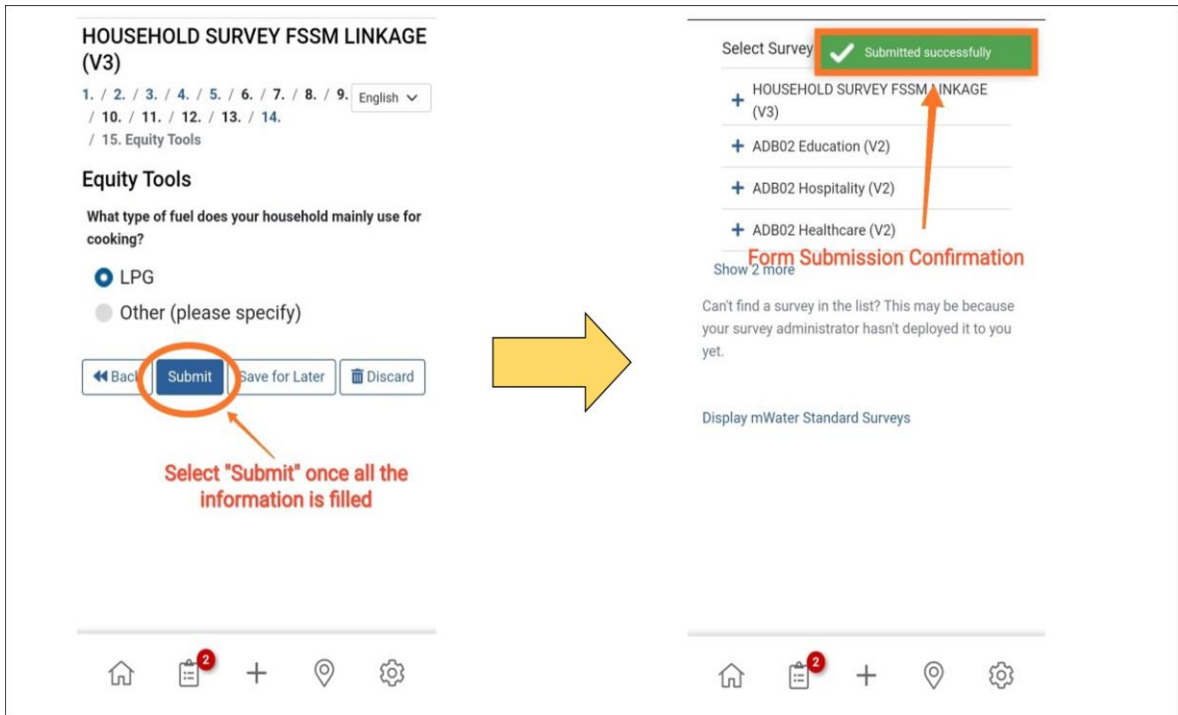 HOUSEHOLD SURVEY FSSM LINKAGE
(V3)
1. / 2. / 3. / 4. / 5. / 6. / 7. / 8. / 9.
English
/ 10. / 11. / 12. / 13. / 14.
/ 15. Equity Tools
Equity Tools
What type of fuel does your household mainly use for
cooking?
LPG
Other (please specify)
Back
Submit
Save for Later
Discard
Select "Submit" once all the
information is filled
2
Select Survey
Submitted successfully
HOUSEHOLD SURVEY FSSM LINKAGE
(V3)
ADB02 Education (V2)
ADB02 Hospitality (V2)
ADB02 Healthcare (V2)
Form Submission Confirmation
Show 2 more
Can't find a survey in the list? This may be because
your survey administrator hasn't deployed it to you
yet.
Display mWater Standard Surveys
2